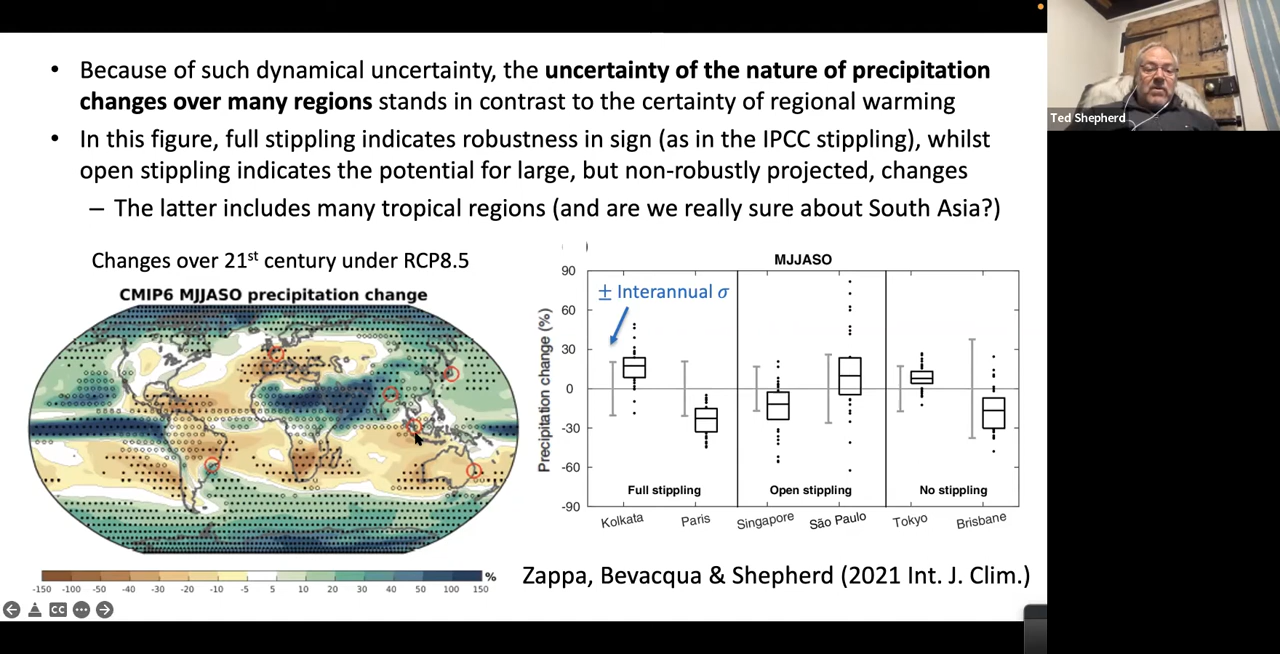 • Because of such dynamical uncertainty, the uncertainty of the nature of precipitation
changes over many regions stands in contrast to the certainty of regional warming
• In this figure, full stippling indicates robustness in sign (as in the IPCC stippling), whilst
open stippling indicates the potential for large, but non-robustly projected, changes
– The latter includes many tropical regions (and are we really sure about South Asia?)
Ted Shepherd
Changes over 21st century under RCP8.5
CMIP6 MJJASO precipitation change
-150 -100 -50 -40 -30 -20 -10 -5 5 10 20 30 40 50 100 150 %
)
MJJASO
± Interannual σ
Precipitation change (%)
90
60
30
0
-30
-60
-90
Full stippling
Open stippling
No stippling
Kolkata Paris Singapore São Paulo Tokyo Brisbane
Zappa, Bevacqua & Shepherd (2021 Int. J. Clim.)
CC